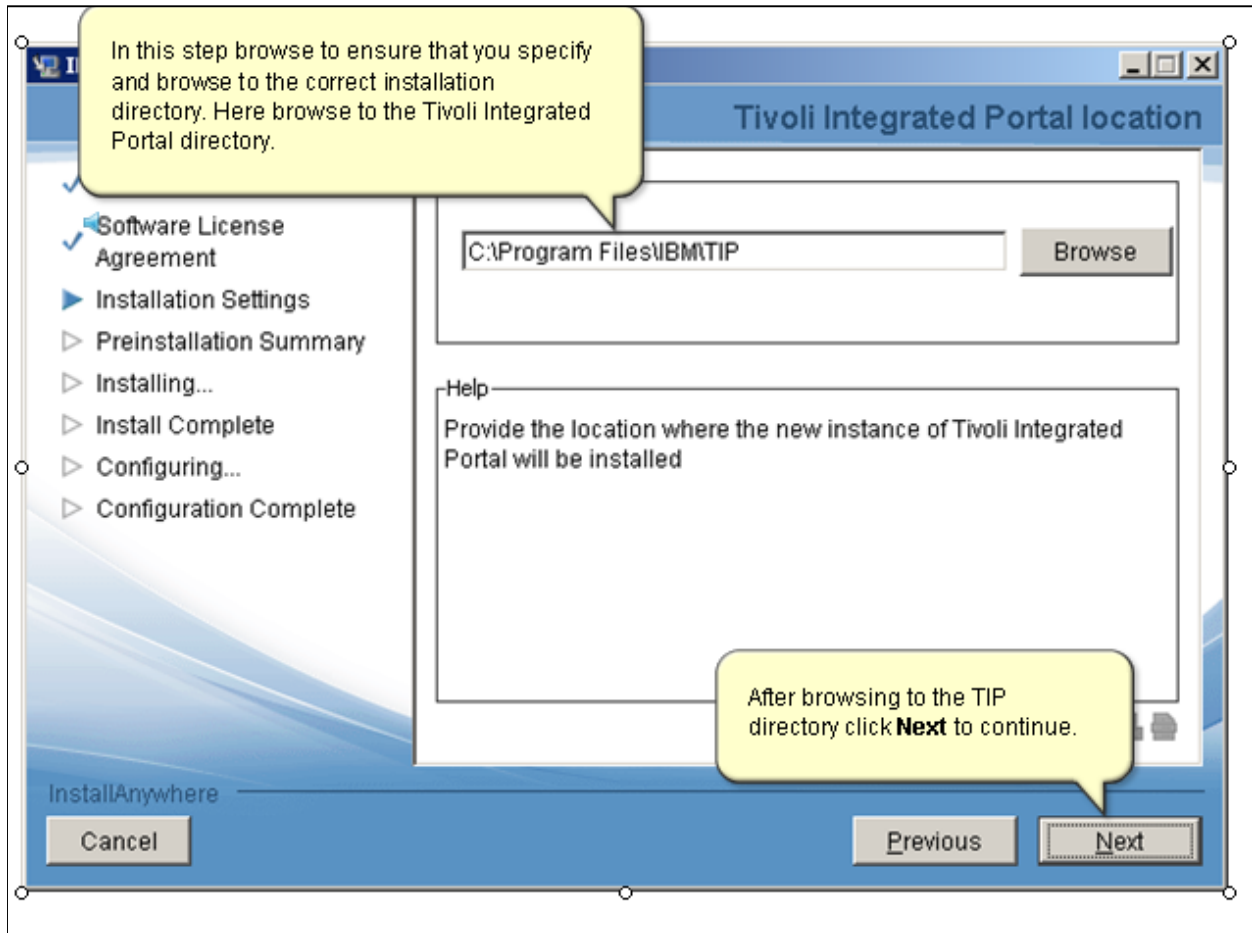 In this step browse to ensure that you specify
and browse to the correct installation
directory. Here browse to the Tivoli Integrated
Portal directory.
Tivoli Integrated Portal location
Software License
Agreement
Installation Settings
Preinstallation Summary
Installing...
Install Complete
Configuring...
Configuration Complete
C:\Program Files\IBM\TIP
Browse
Help
Provide the location where the new instance of Tivoli Integrated
Portal will be installed
After browsing to the TIP
directory click Next to continue.
InstallAnywhere
Cancel
Previous
Next